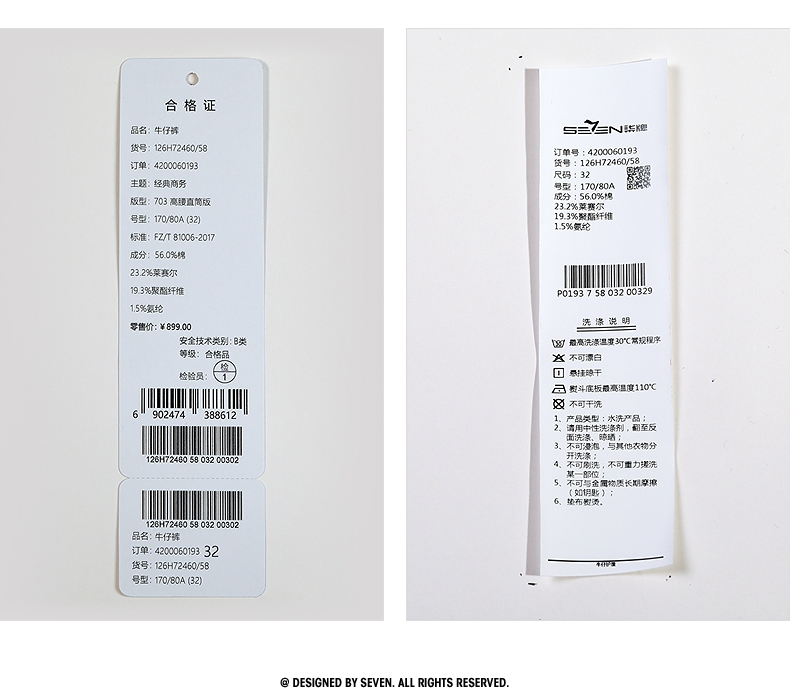 合格证
品名：牛仔裤
货号：126H72460/58
订单：4200060193
主题：经典商务
版型：703 高腰直筒版
号型：170/80A (32)
标准：FZ/T 81006-2017
成分：56.0%棉
23.2%莱赛尔
19.3%聚酯纤维
1.5%氨纶
零售价：¥899.00
安全技术类别：B类
等级：合格品
检验员：检1
6 902474 388612
126H72460 58 032 00302
126H72460 58 032 00302
品名：牛仔裤
订单：4200060193 32
货号：126H72460/58
号型：170/80A (32)
SEVEN 柒牌
订单号：4200060193
货号：126H72460/58
尺码：32
号型：170/80A
成分：56.0%棉
23.2%莱赛尔
19.3%聚酯纤维
1.5%氨纶
P0193 7 58 032 00329
洗涤说明
最高洗涤温度30℃常规程序
不可漂白
悬挂晾干
熨斗底板最高温度110℃
不可干洗
1、产品类型：水洗产品；
2、请用中性洗涤剂，翻至反
面洗涤、晾晒；
3、不可浸泡，与其他衣物分
开洗涤；
4、不可刷洗，不可重力搓洗
某一部位；
5、不可与金属物质长期摩擦
（如钥匙）；
6、垫布熨烫。
@ DESIGNED BY SEVEN. ALL RIGHTS RESERVED.